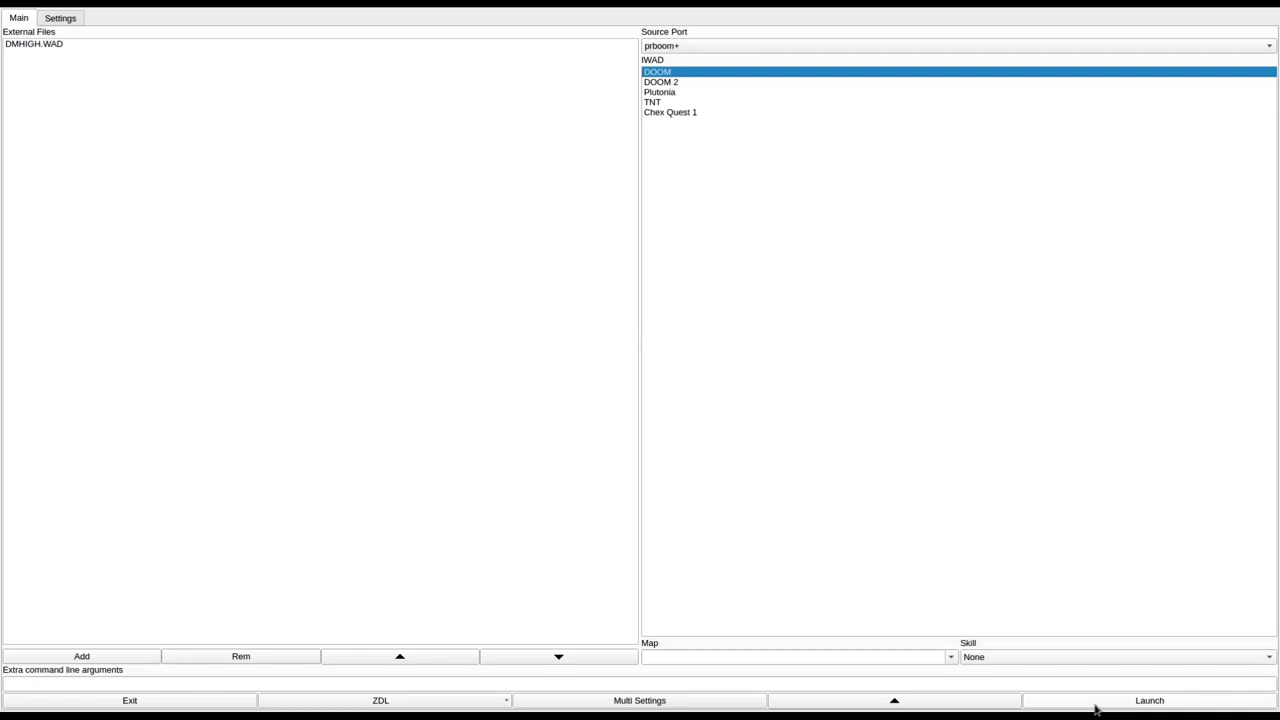 Main
Settings
External Files
DMHIGH.WAD
Source Port
prboom+
IWAD
DOOM
DOOM 2
Plutonia
TNT
Chex Quest 1
Map
Skill
None
Add
Rem
Extra command line arguments
Exit
ZDL
Multi Settings
Launch